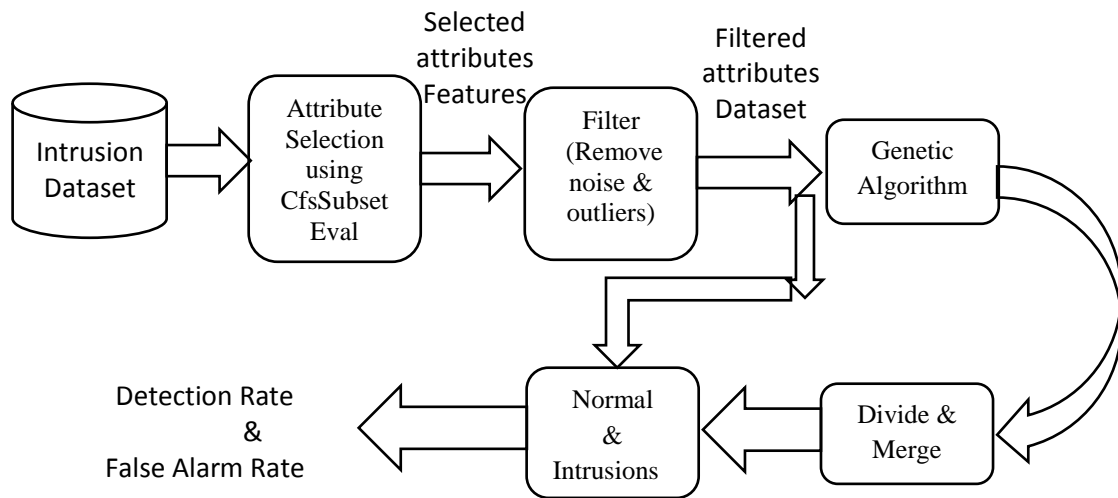 Intrusion
Dataset
Attribute
Selection
using
CfsSubset
Eval
Selected
attributes
Features
Filter
(Remove
noise &
outliers)
Filtered
attributes
Dataset
Genetic
Algorithm
Divide &
Merge
Normal
&
Intrusions
Detection Rate
&
False Alarm Rate